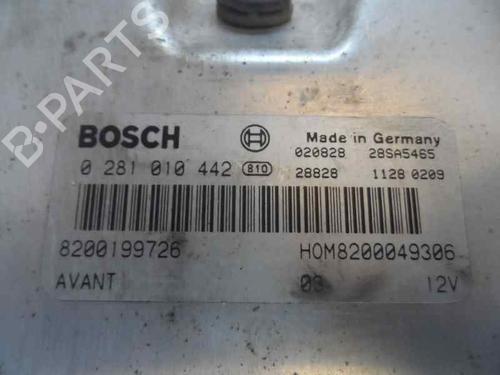 B-PARTS
BOSCH Made in Germany
020828 28SA5465
0 281 010 442 810 28828 1128 0209
8200199726 HOM8200049306
AVANT 03 12V